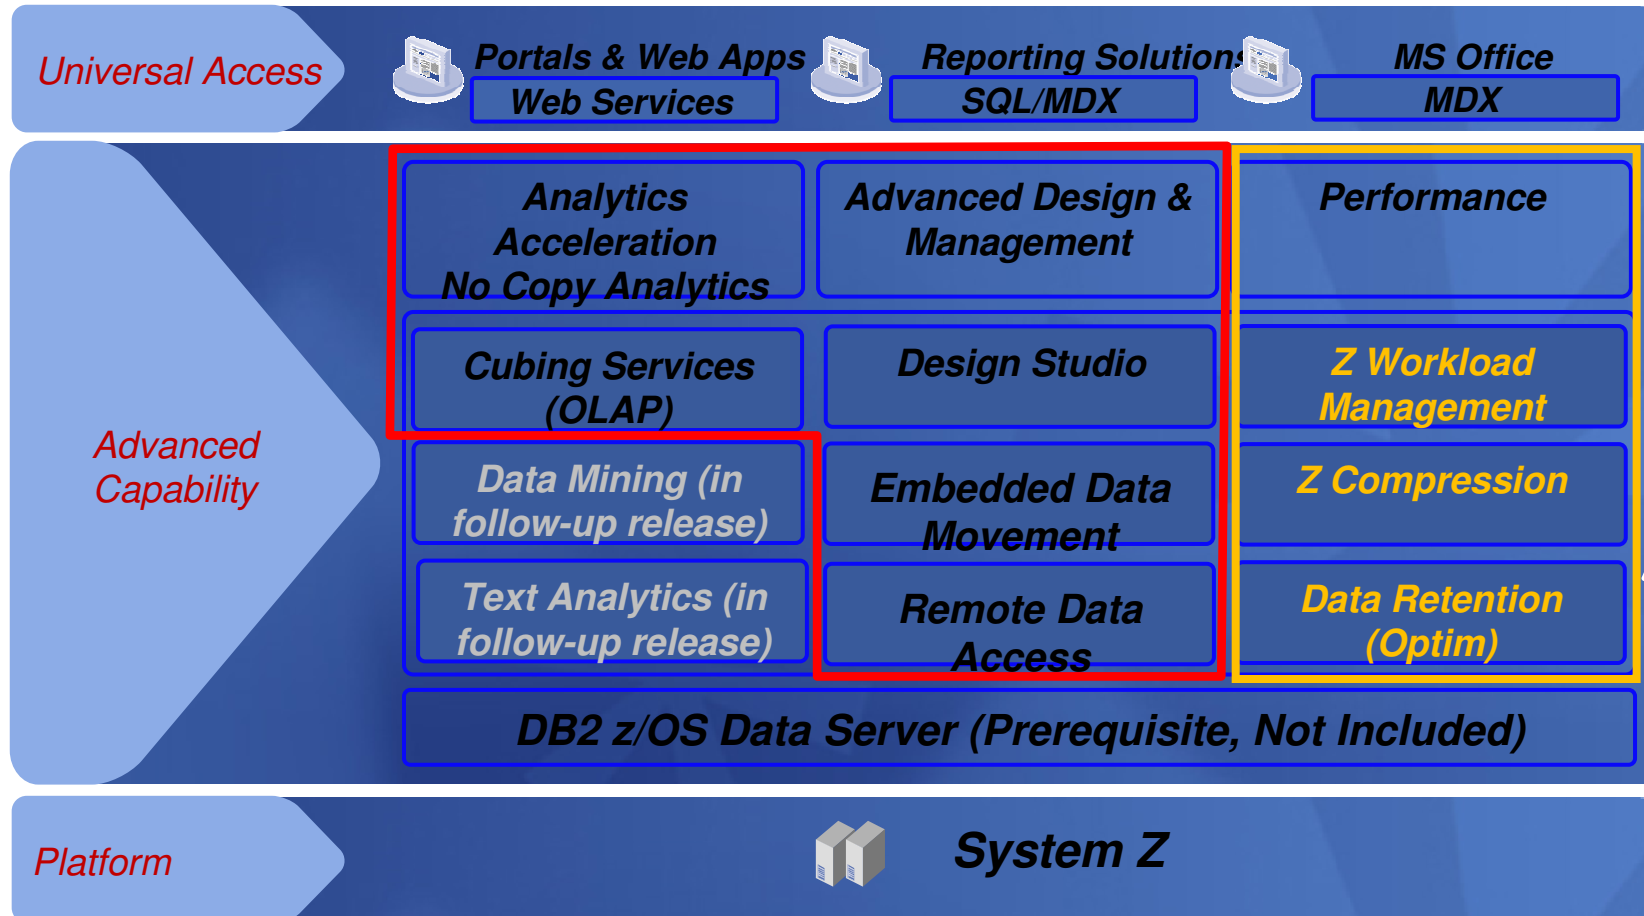 Universal Access
Portals & Web Apps
Web Services
Reporting Solutions
SQL/MDX
MS Office
MDX
Advanced
Capability
Analytics
Acceleration
No Copy Analytics
Advanced Design &
Management
Performance
Cubing Services
(OLAP)
Design Studio
Z Workload
Management
Data Mining (in
follow-up release)
Embedded Data
Movement
Z Compression
Text Analytics (in
follow-up release)
Remote Data
Access
Data Retention
(Optim)
DB2 z/OS Data Server (Prerequisite, Not Included)
Platform
System Z